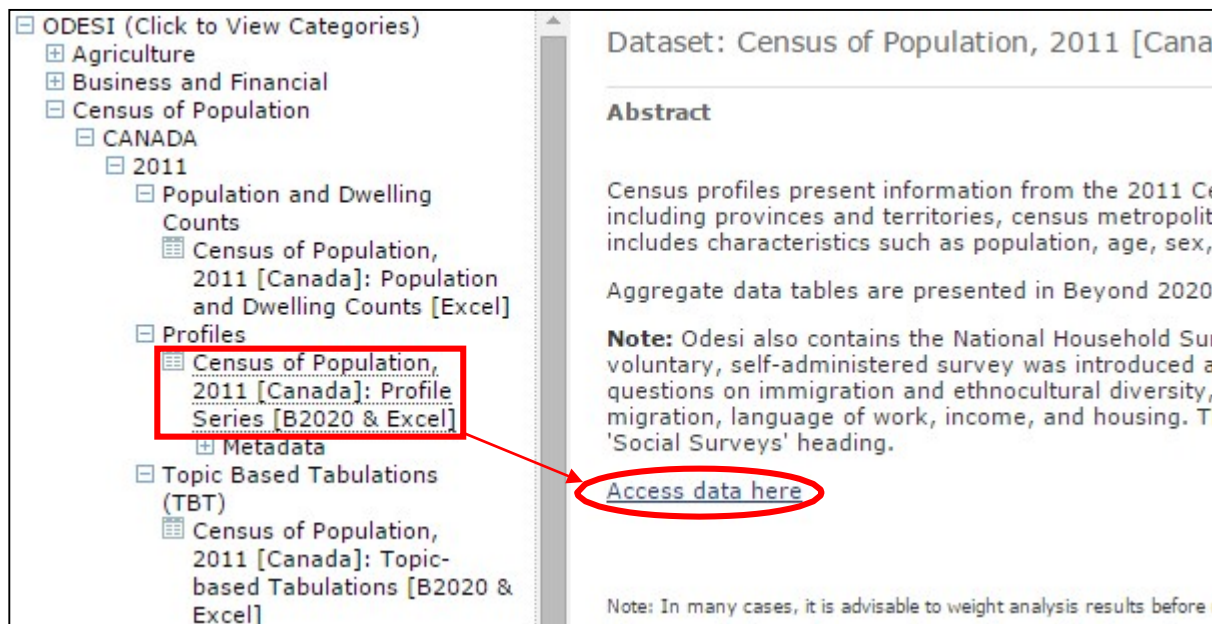 ODESI (Click to View Categories)
Agriculture
Business and Financial
Census of Population
CANADA
2011
Population and Dwelling
Counts
Census of Population,
2011 [Canada]: Population
and Dwelling Counts [Excel]
Profiles
Census of Population,
2011 [Canada]: Profile
Series [B2020 & Excel]
Metadata
Topic Based Tabulations
(TBT)
Census of Population,
2011 [Canada]: Topic-
based Tabulations [B2020 &
Excel]
Dataset: Census of Population, 2011 [Cana
Abstract
Census profiles present information from the 2011 Ce
including provinces and territories, census metropolit
includes characteristics such as population, age, sex,
Aggregate data tables are presented in Beyond 2020
Note: Odesi also contains the National Household Su
voluntary, self-administered survey was introduced a
questions on immigration and ethnocultural diversity,
migration, language of work, income, and housing. T
'Social Surveys' heading.
Access data here
Note: In many cases, it is advisable to weight analysis results before